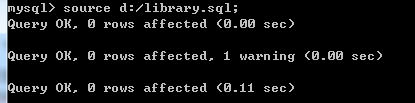 mysql> source d:/library.sql;
Query OK, 0 rows affected (0.00 sec)
Query OK, 0 rows affected, 1 warning (0.00 sec)
Query OK, 0 rows affected (0.11 sec)